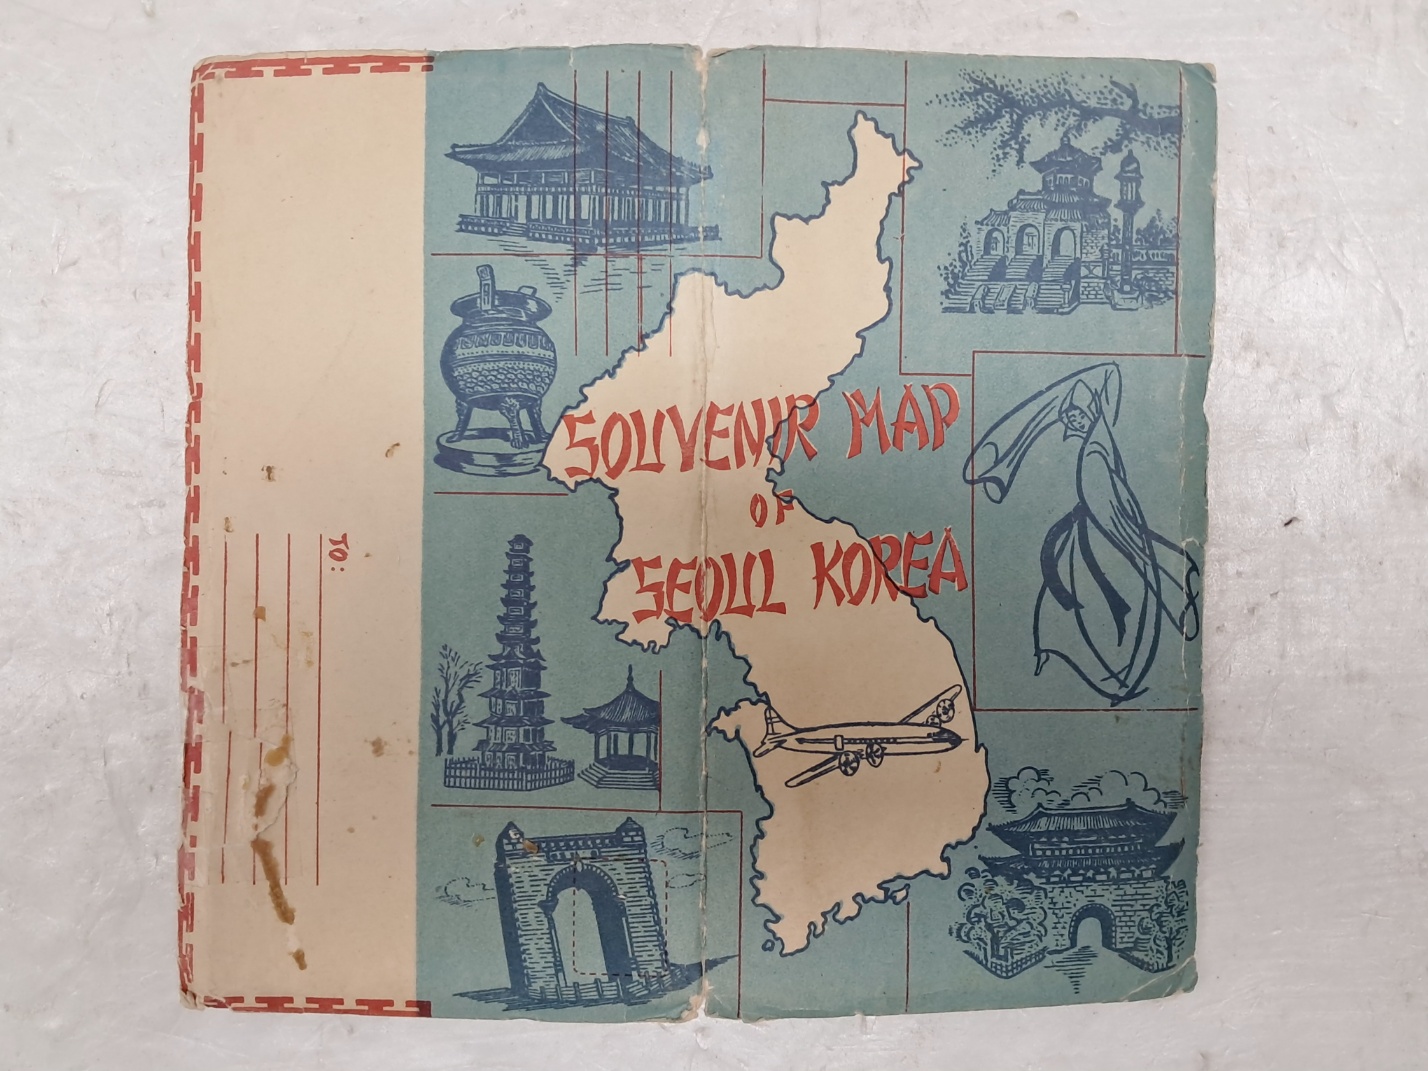 SOUVENIR MAP
OF
SEOUL KOREA
TO: